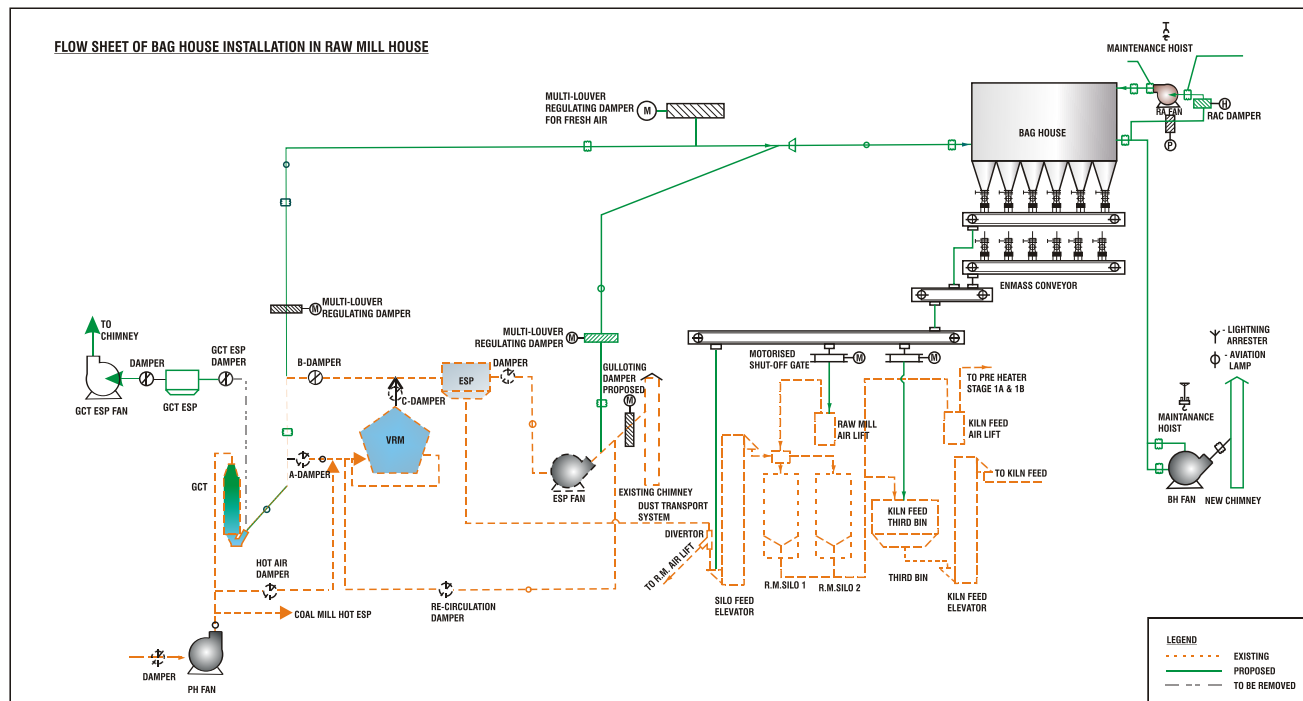 FLOW SHEET OF BAG HOUSE INSTALLATION IN RAW MILL HOUSE
MAINTENANCE HOIST
MULTI-LOUVER
REGULATING DAMPER
FOR FRESH AIR
M
RA FAN
H
RAC DAMPER
P
BAG HOUSE
ENMASS CONVEYOR
MULTI-LOUVER
REGULATING DAMPER
M
TO
CHIMNEY
DAMPER
GCT ESP
DAMPER
GCT ESP FAN
GCT ESP
B-DAMPER
ESP
DAMPER
C-DAMPER
VRM
MULTI-LOUVER
REGULATING DAMPER
M
GULLOTING
DAMPER
PROPOSED
M
MOTORISED
SHUT-OFF GATE
M
M
TO PRE HEATER
STAGE 1A & 1B
- LIGHTNING
ARRESTER
- AVIATION
LAMP
RAW MILL
AIR LIFT
KILN FEED
AIR LIFT
MAINTANANCE
HOIST
A-DAMPER
GCT
ESP FAN
EXISTING CHIMNEY
DUST TRANSPORT
SYSTEM
DIVERTOR
TO R.M. AIR LIFT
TO KILN FEED
BH FAN
NEW CHIMNEY
KILN FEED
THIRD BIN
HOT AIR
DAMPER
RE-CIRCULATION
DAMPER
COAL MILL HOT ESP
SILO FEED
ELEVATOR
R.M.SILO 1
R.M.SILO 2
THIRD BIN
KILN FEED
ELEVATOR
DAMPER
PH FAN
LEGEND
EXISTING
PROPOSED
TO BE REMOVED